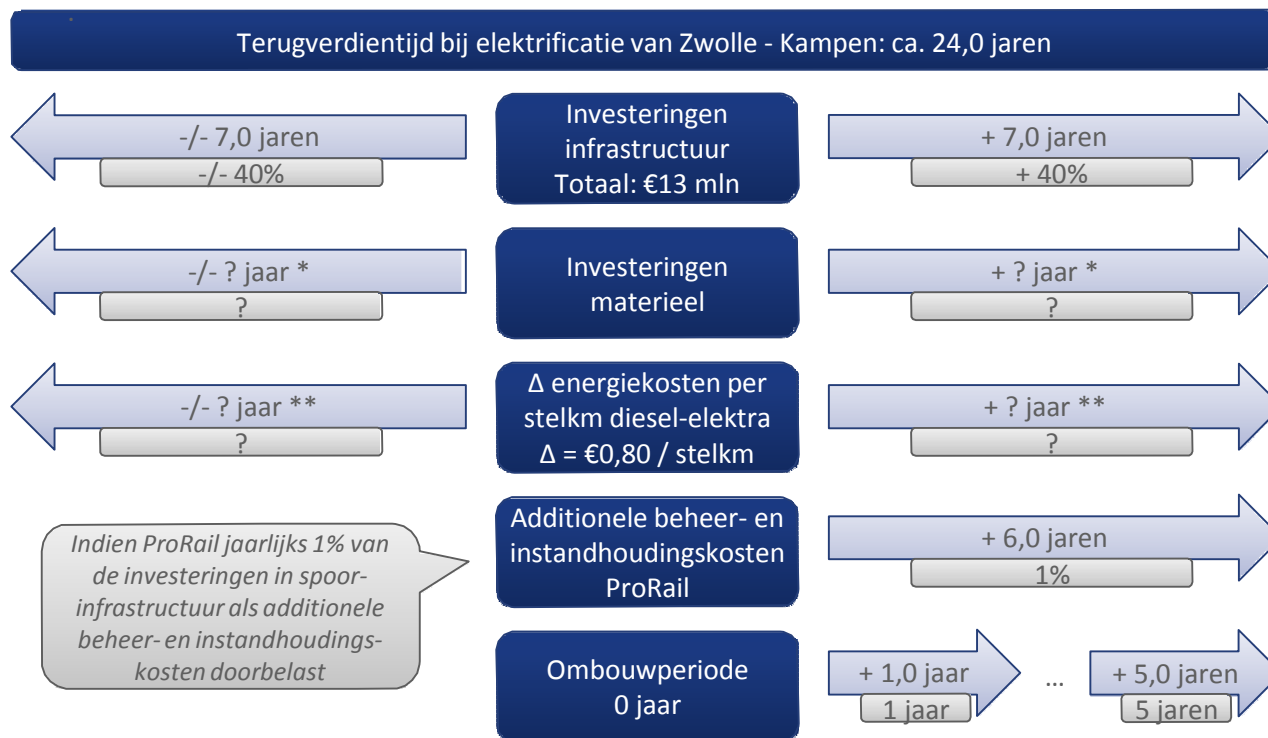 Terugverdientijd bij elektrificatie van Zwolle - Kampen: ca. 24,0 jaren
-/- 7,0 jaren
-/- 40%
Investeringen
infrastructuur
Totaal: €13 mln
+ 7,0 jaren
+ 40%
-/- ? jaar *
?
Investeringen
materieel
+ ? jaar *
?
-/- ? jaar **
?
Δ energiekosten per
stelkm diesel-elektra
Δ = €0,80 / stelkm
+ ? jaar **
?
Indien ProRail jaarlijks 1% van
de investeringen in spoor-
infrastructuur als additionele
beheer- en instandhoudings-
kosten doorbelast
Additionele beheer- en
instandhoudingskosten
ProRail
+ 6,0 jaren
1%
Ombouwperiode
0 jaar
+ 1,0 jaar
1 jaar
...
+ 5,0 jaren
5 jaren